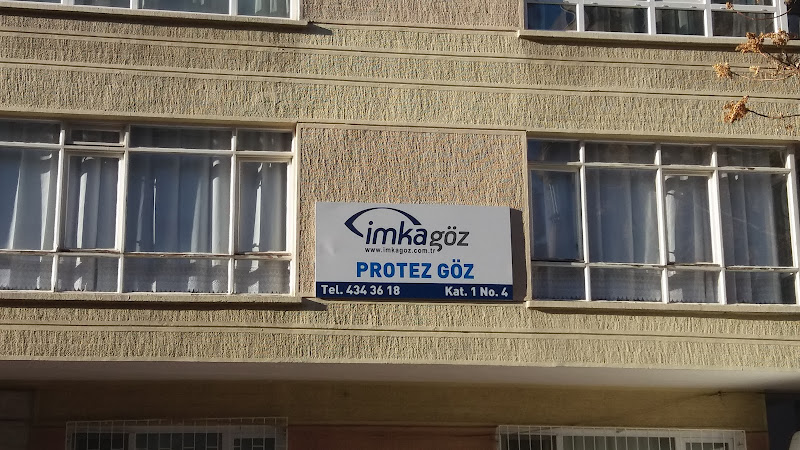 imkagöz
www.imkagoz.com.tr
PROTEZ GÖZ
Tel. 434 36 18 Kat. 1 No. 4